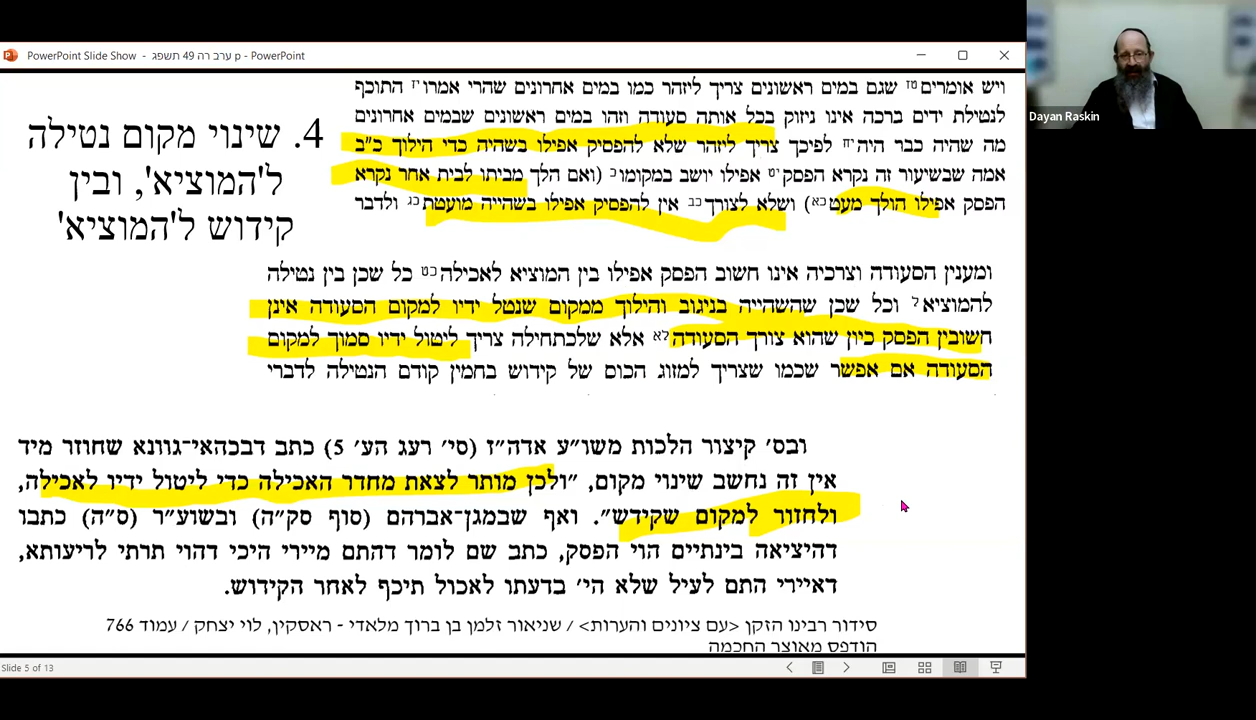 PowerPoint Slide Show - ערב רה 49 תשפג p - PowerPoint
Dayan Raskin
4. שינוי מקום נטילה
ל'המוציא', ובין
קידוש ל'המוציא'
ויש אומרים טז שגם במים ראשונים צריך ליזהר כמו במים אחרונים שהרי אמרו יז התוכף
לנטילת ידים ברכה אינו ניזוק בכל אותה סעודה וזהו במים ראשונים שבמים אחרונים
מה שהיה כבר היה יח לפיכך צריך ליזהר שלא להפסיק אפילו בשהיה כדי הילוך כ"ב
אמה שבשיעור זה נקרא הפסק יט אפילו יושב במקומו כ (ואם הלך מביתו לבית אחר נקרא
הפסק אפילו הולך מעט כא) ושלא לצורך כב אין להפסיק אפילו בשהייה מועטת כג ולדבר
ומענין הסעודה וצרכיה אינו חשוב הפסק אפילו בין המוציא לאכילה כט כל שכן בין נטילה
להמוציא ל וכל שכן שהשהייה בניגוב והילוך ממקום שנטל ידיו למקום הסעודה אינן
חשובין הפסק כיון שהוא צורך הסעודה לא אלא שלכתחילה צריך ליטול ידיו סמוך למקום
הסעודה אם אפשר שכמו שצריך למזוג הכוס של קידוש בחמין קודם הנטילה לדברי
ובס' קיצור הלכות משו"ע אדה"ז (סי' רעג הע' 5) כתב דבכהאי־גוונא שחוזר מיד
אין זה נחשב שינוי מקום, "ולכן מותר לצאת מחדר האכילה כדי ליטול ידיו לאכילה,
ולחזור למקום שקידש". ואף שבמגן־אברהם (סוף סק"ה) ובשוע"ר (ס"ה) כתבו
דהיציאה בינתיים הוי הפסק, כתב שם לומר דהתם מיירי היכי דהוי תרתי לריעותא,
דאיירי התם לעיל שלא הי' בדעתו לאכול תיכף לאחר הקידוש.
סידור רבינו הזקן <עם ציונים והערות> / שניאור זלמן בן ברוך מלאדי - ראסקין, לוי יצחק / עמוד 766
הודפס מאוצר החכמה
Slide 5 of 13